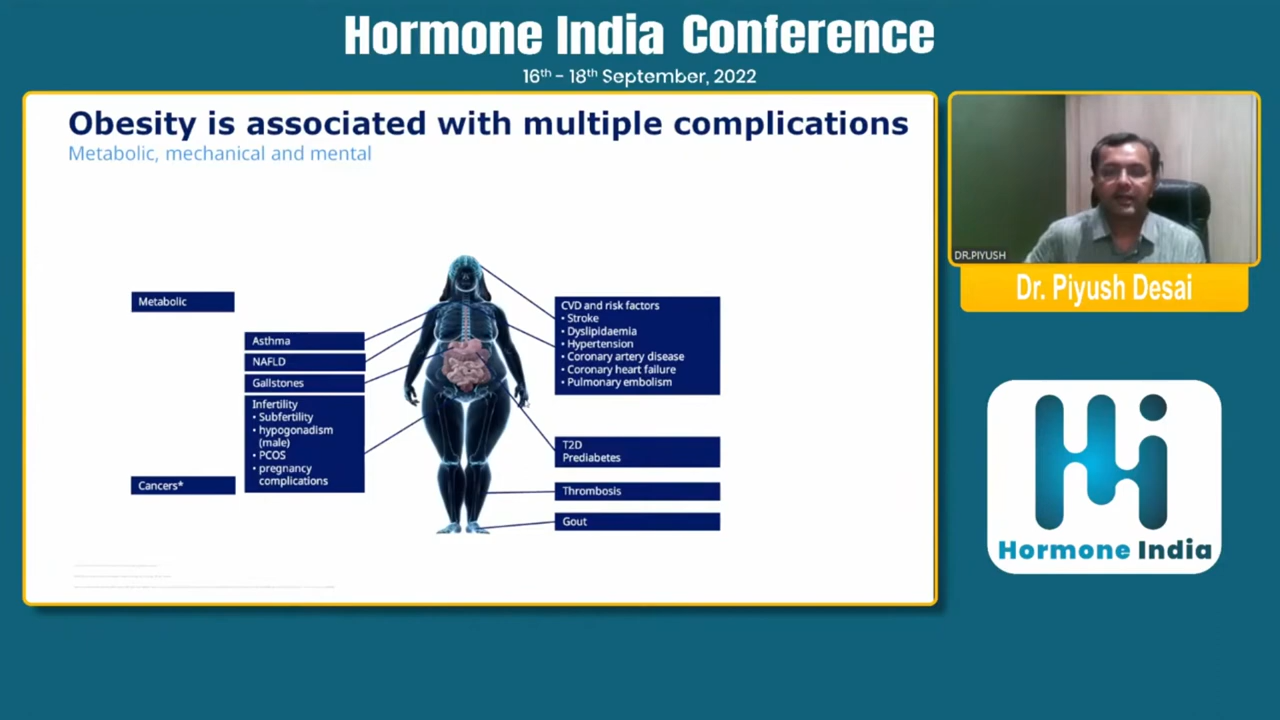 Hormone India Conference
16th - 18th September, 2022
Obesity is associated with multiple complications
Metabolic, mechanical and mental
Metabolic
Asthma
NAFLD
Gallstones
Infertility
• Subfertility
• hypogonadism
(male)
• PCOS
• pregnancy
complications
Cancers*
CVD and risk factors
• Stroke
• Dyslipidaemia
• Hypertension
• Coronary artery disease
• Coronary heart failure
• Pulmonary embolism
T2D
Prediabetes
Thrombosis
Gout
DR.PIYUSH
Dr. Piyush Desai
Hi
Hormone India